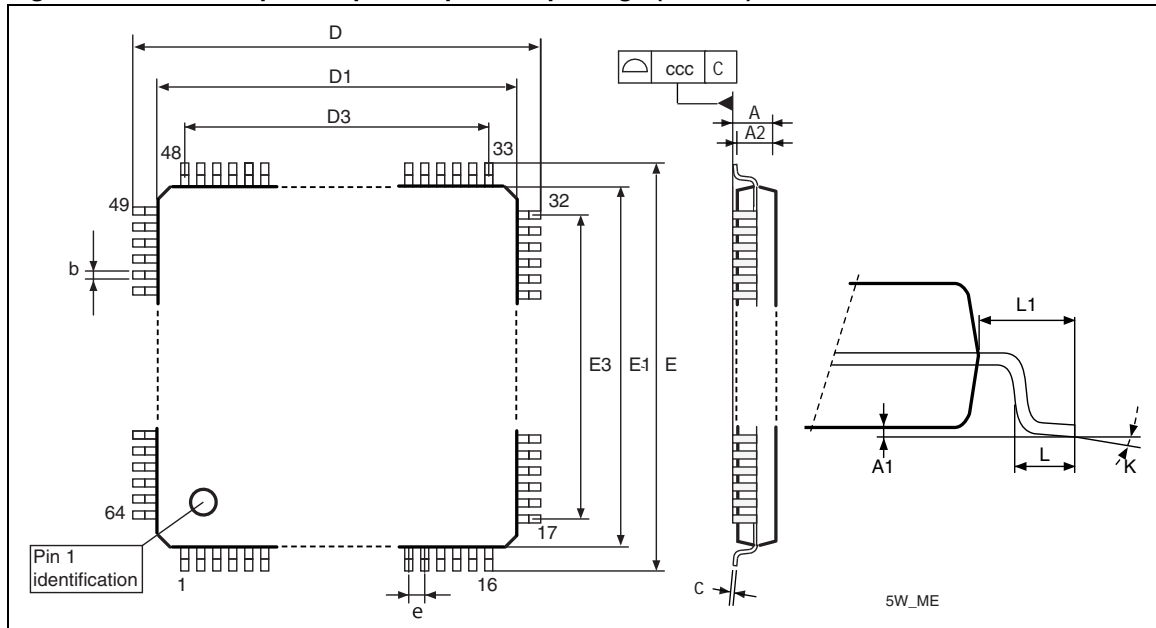 D
D1
D3
ccc C
A
A2
48
33
49
32
b
E3
E1
E
L1
A1
L
K
64
17
Pin 1
identification
1
16
e
C
5W_ME